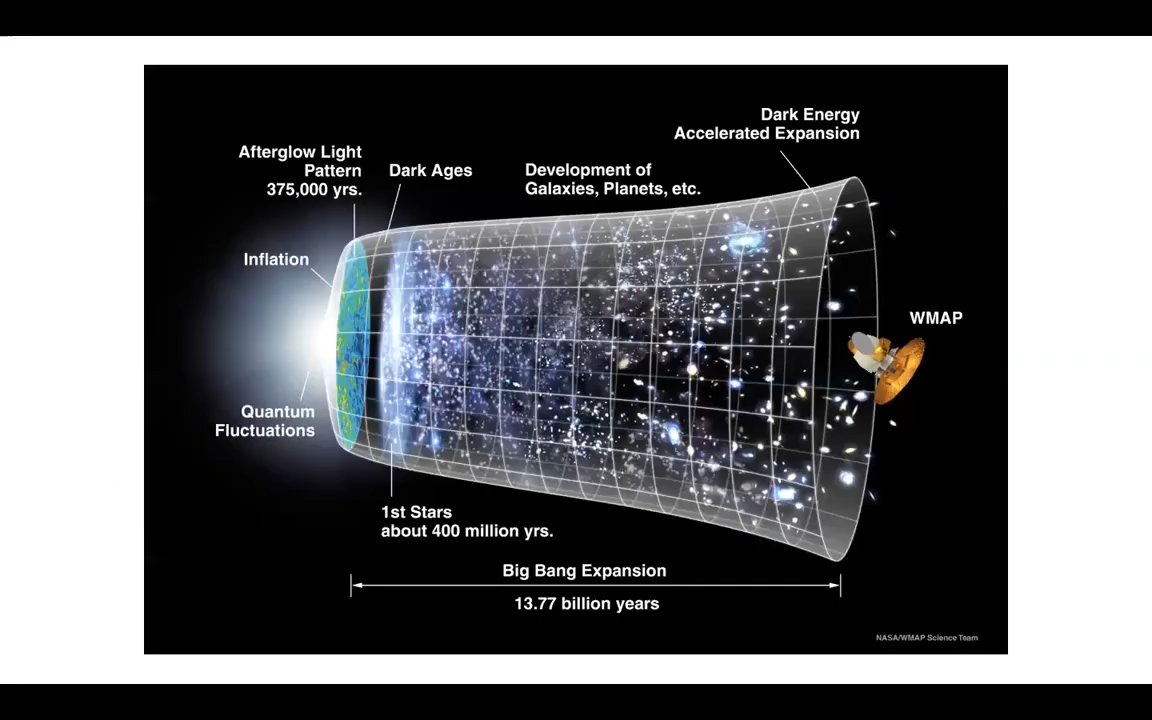 Dark Energy
Accelerated Expansion
Afterglow Light
Pattern
375,000 yrs.
Dark Ages
Development of
Galaxies, Planets, etc.
Inflation
WMAP
Quantum
Fluctuations
1st Stars
about 400 million yrs.
Big Bang Expansion
13.77 billion years
NASA/WMAP Science Team